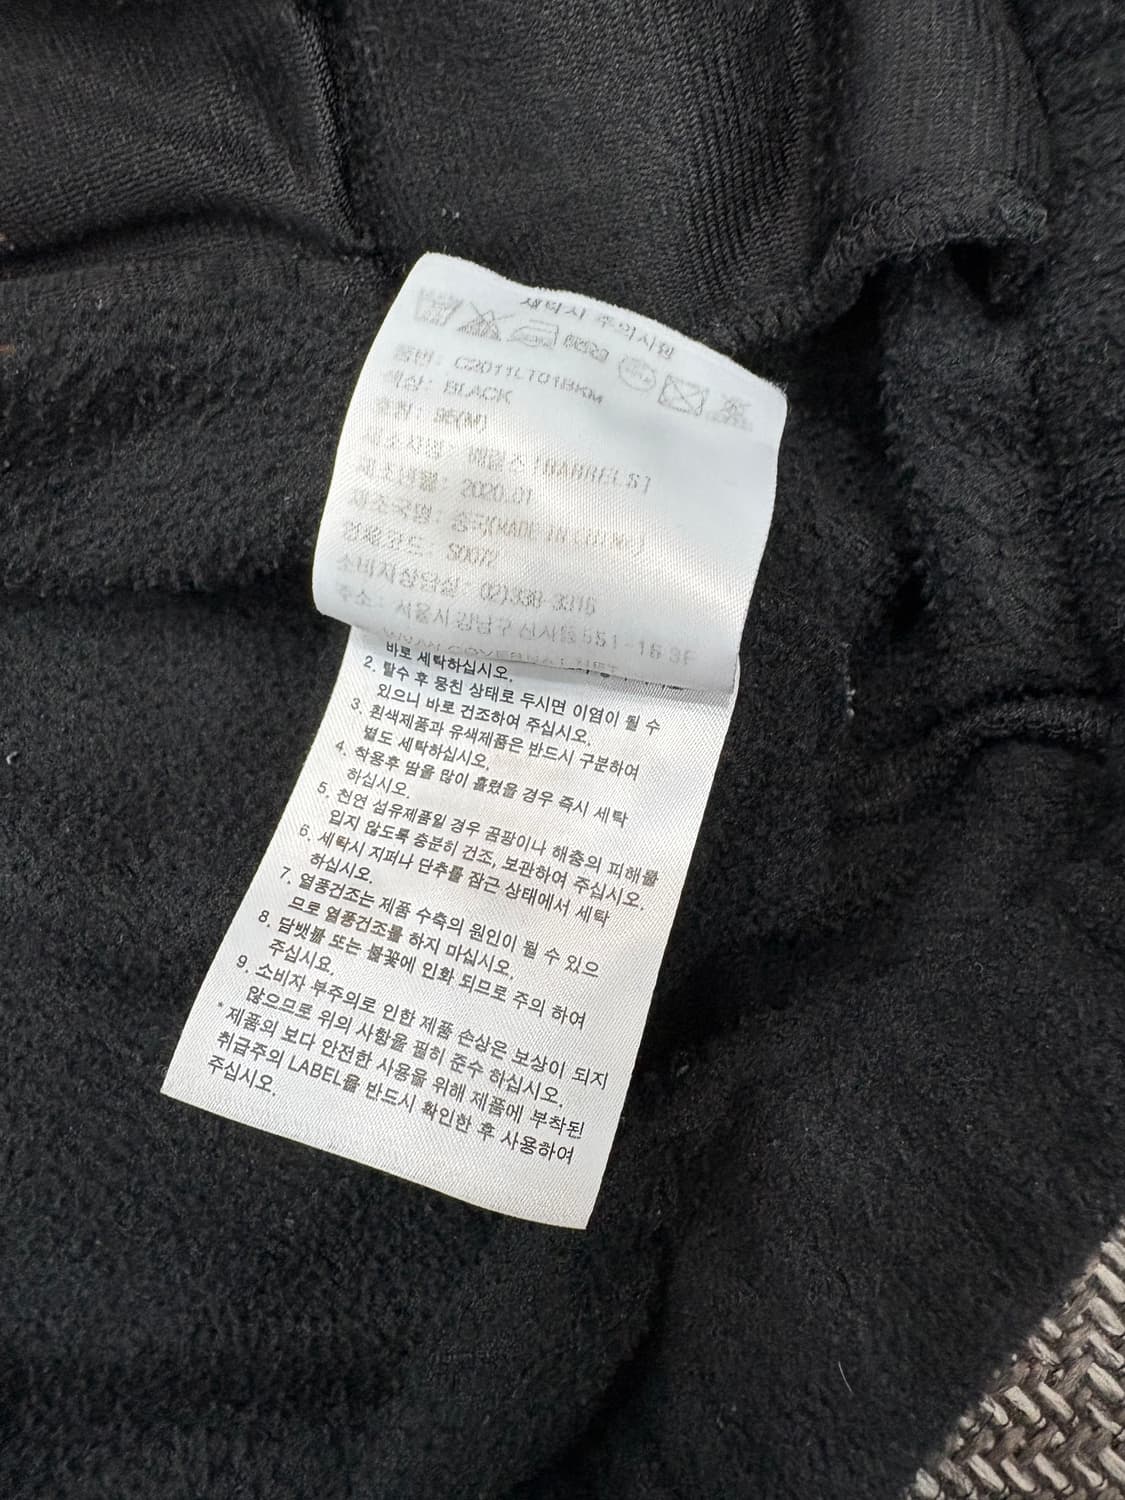 세탁시 주의사항
품번: C2011LT01BKM
색상: BLACK
호칭: 95(M)
제조사명: 배럴스 [BARRELS]
제조년월: 2020.01
제조국명: 중국(MADE IN CHINA)
업체코드: S0072
소비자상담실: 02)338-3316
주소: 서울시 강남구 신사동 551-16 3F
바로 세탁하십시오.
2. 탈수 후 뭉친 상태로 두시면 이염이 될 수
있으니 바로 건조하여 주십시오.
3. 흰색제품과 유색제품은 반드시 구분하여
별도 세탁하십시오.
4. 착용후 땀을 많이 흘렸을 경우 즉시 세탁
하십시오.
5. 천연 섬유제품일 경우 곰팡이나 해충의 피해를
입지 않도록 충분히 건조, 보관하여 주십시오.
6. 세탁시 지퍼나 단추를 잠근 상태에서 세탁
하십시오.
7. 열풍건조는 제품 수축의 원인이 될 수 있으
므로 열풍건조를 하지 마십시오.
8. 담뱃불 또는 불꽃에 인화 되므로 주의 하여
주십시요.
9. 소비자 부주의로 인한 제품 손상은 보상이 되지
않으므로 위의 사항을 필히 준수 하십시오.
* 제품의 보다 안전한 사용을 위해 제품에 부착된
취급주의 LABEL를 반드시 확인한 후 사용하여
주십시오.